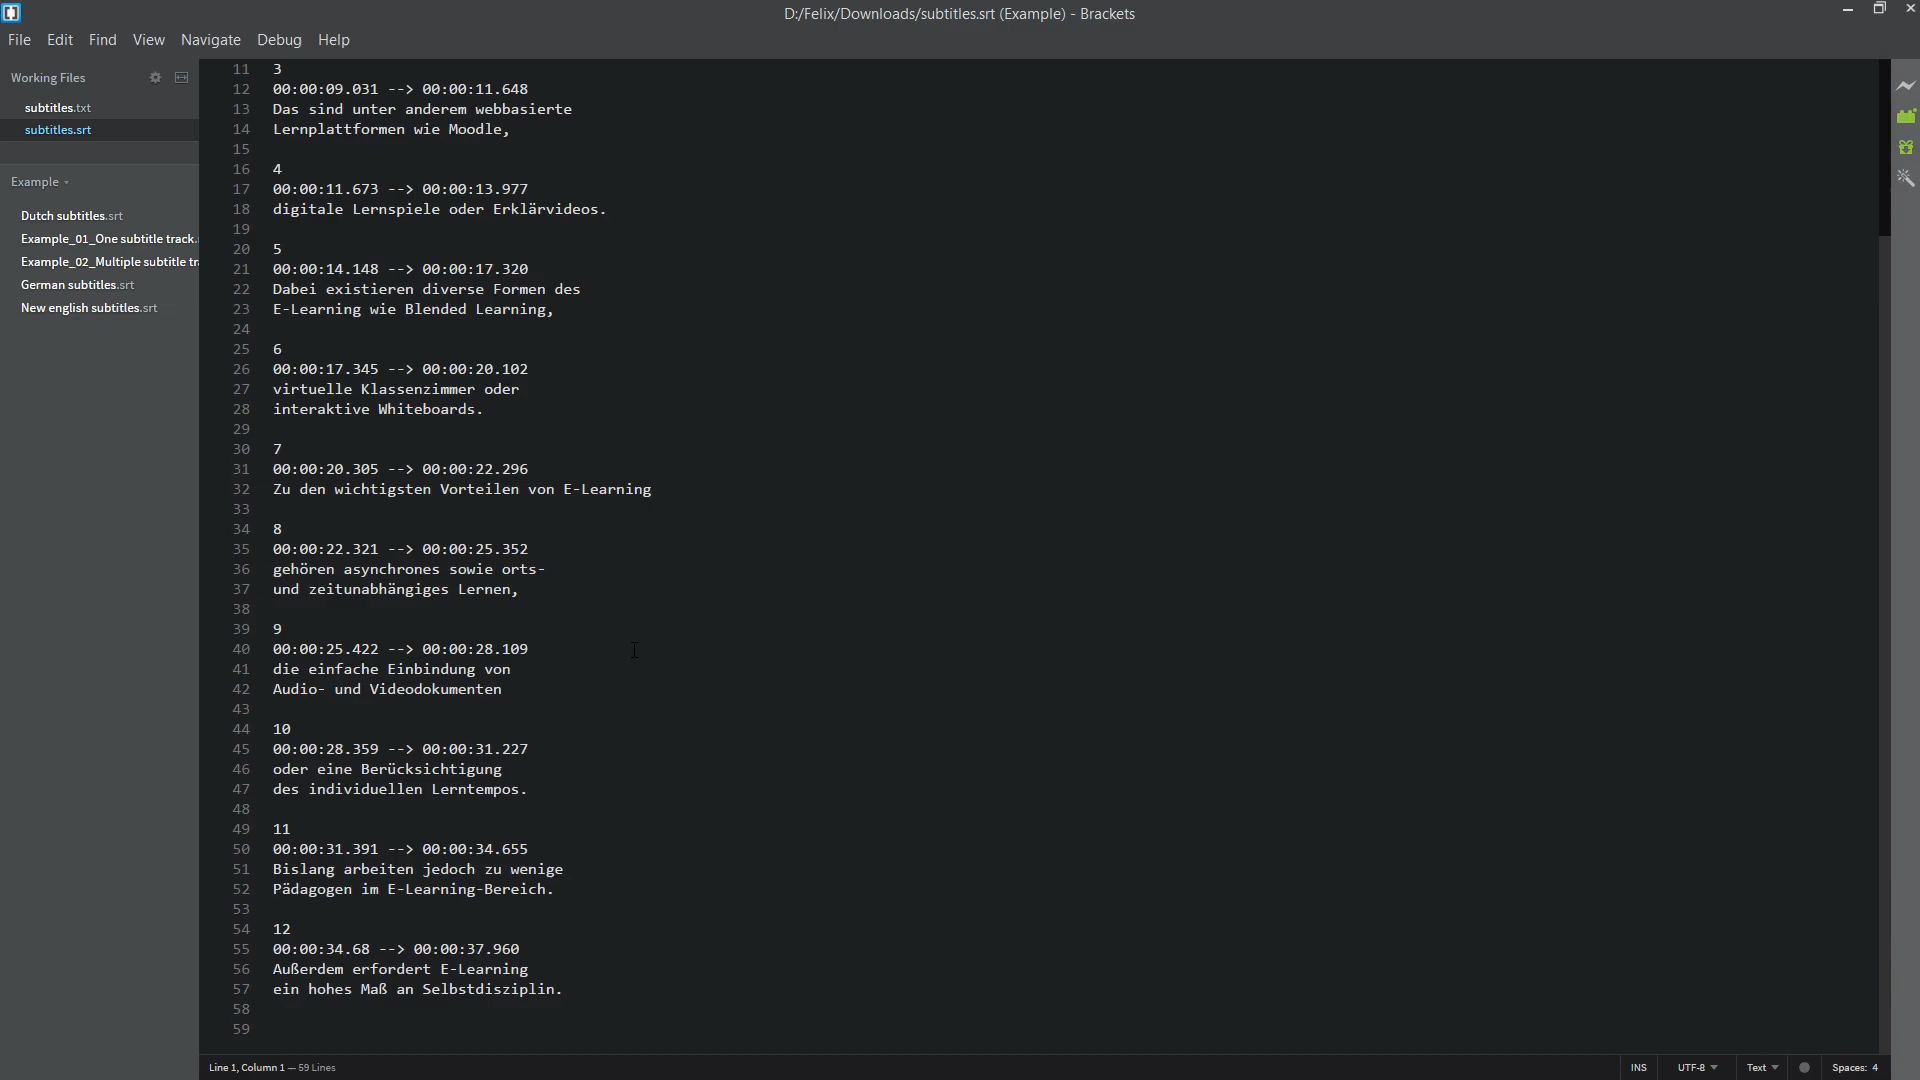 D:/Felix/Downloads/subtitles.srt (Example) - Brackets
File Edit Find View Navigate Debug Help
Working Files
subtitles.txt
subtitles.srt
Example
Dutch subtitles.srt
Example_01_One subtitle track.
Example_02_Multiple subtitle tr
German subtitles.srt
New english subtitles.srt
11 3
12 00:00:09.031 --> 00:00:11.648
13 Das sind unter anderem webbasierte
14 Lernplattformen wie Moodle,
15
16 4
17 00:00:11.673 --> 00:00:13.977
18 digitale Lernspiele oder Erklärvideos.
19
20 5
21 00:00:14.148 --> 00:00:17.320
22 Dabei existieren diverse Formen des
23 E-Learning wie Blended Learning,
24
25 6
26 00:00:17.345 --> 00:00:20.102
27 virtuelle Klassenzimmer oder
28 interaktive Whiteboards.
29
30 7
31 00:00:20.305 --> 00:00:22.296
32 Zu den wichtigsten Vorteilen von E-Learning
33
34 8
35 00:00:22.321 --> 00:00:25.352
36 gehören asynchrones sowie orts-
37 und zeitunabhängiges Lernen,
38
39 9
40 00:00:25.422 --> 00:00:28.109
41 die einfache Einbindung von
42 Audio- und Videodokumenten
43
44 10
45 00:00:28.359 --> 00:00:31.227
46 oder eine Berücksichtigung
47 des individuellen Lerntempos.
48
49 11
50 00:00:31.391 --> 00:00:34.655
51 Bislang arbeiten jedoch zu wenige
52 Pädagogen im E-Learning-Bereich.
53
54 12
55 00:00:34.68 --> 00:00:37.960
56 Außerdem erfordert E-Learning
57 ein hohes Maß an Selbstdisziplin.
58
59
Line 1, Column 1 — 59 Lines
INS UTF-8 Text Spaces: 4